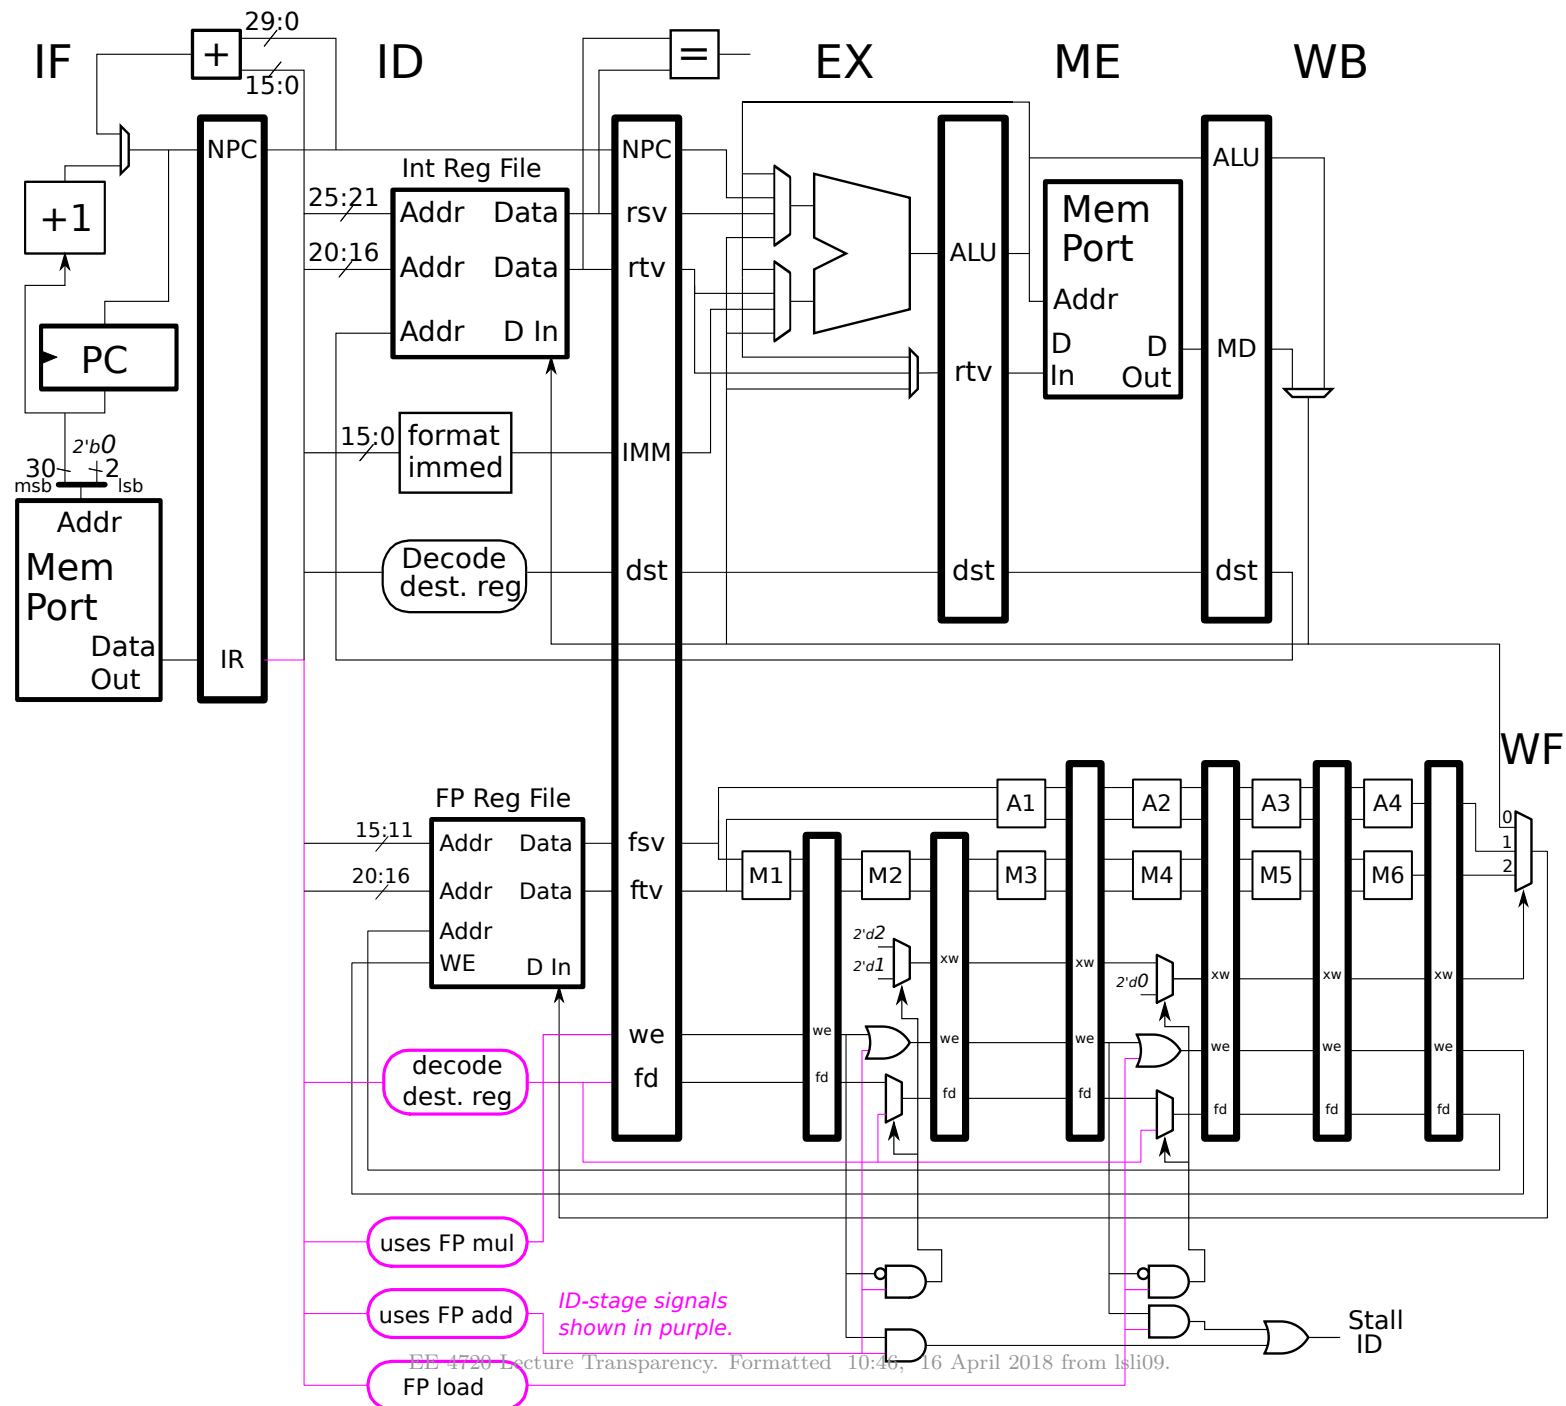 IF
ID
EX
ME
WB
29:0
15:0
+
=
NPC
NPC
ALU
Int Reg File
+1
25:21
Addr
Data
rsv
20:16
Addr
Data
rtv
Addr
D In
ALU
Mem
Port
Addr
D
In
D
Out
MD
PC
rtv
2'b0
30
2
msb
lsb
15:0
format
immed
IMM
Addr
Mem
Port
Data
Out
IR
Decode
dest. reg
dst
dst
dst
WF
FP Reg File
A1
A2
A3
A4
15:11
Addr
Data
fsv
20:16
Addr
Data
ftv
M1
M2
M3
M4
M5
M6
0
1
2
Addr
WE
D In
2'd2
2'd1
xw
xw
2'd0
xw
xw
xw
we
we
we
we
we
we
we
decode
dest. reg
fd
fd
fd
fd
fd
fd
fd
uses FP mul
uses FP add
FP load
ID-stage signals
shown in purple.
Stall
ID
EE 4720 Lecture Transparency. Formatted 10:46, 16 April 2018 from lsli09.